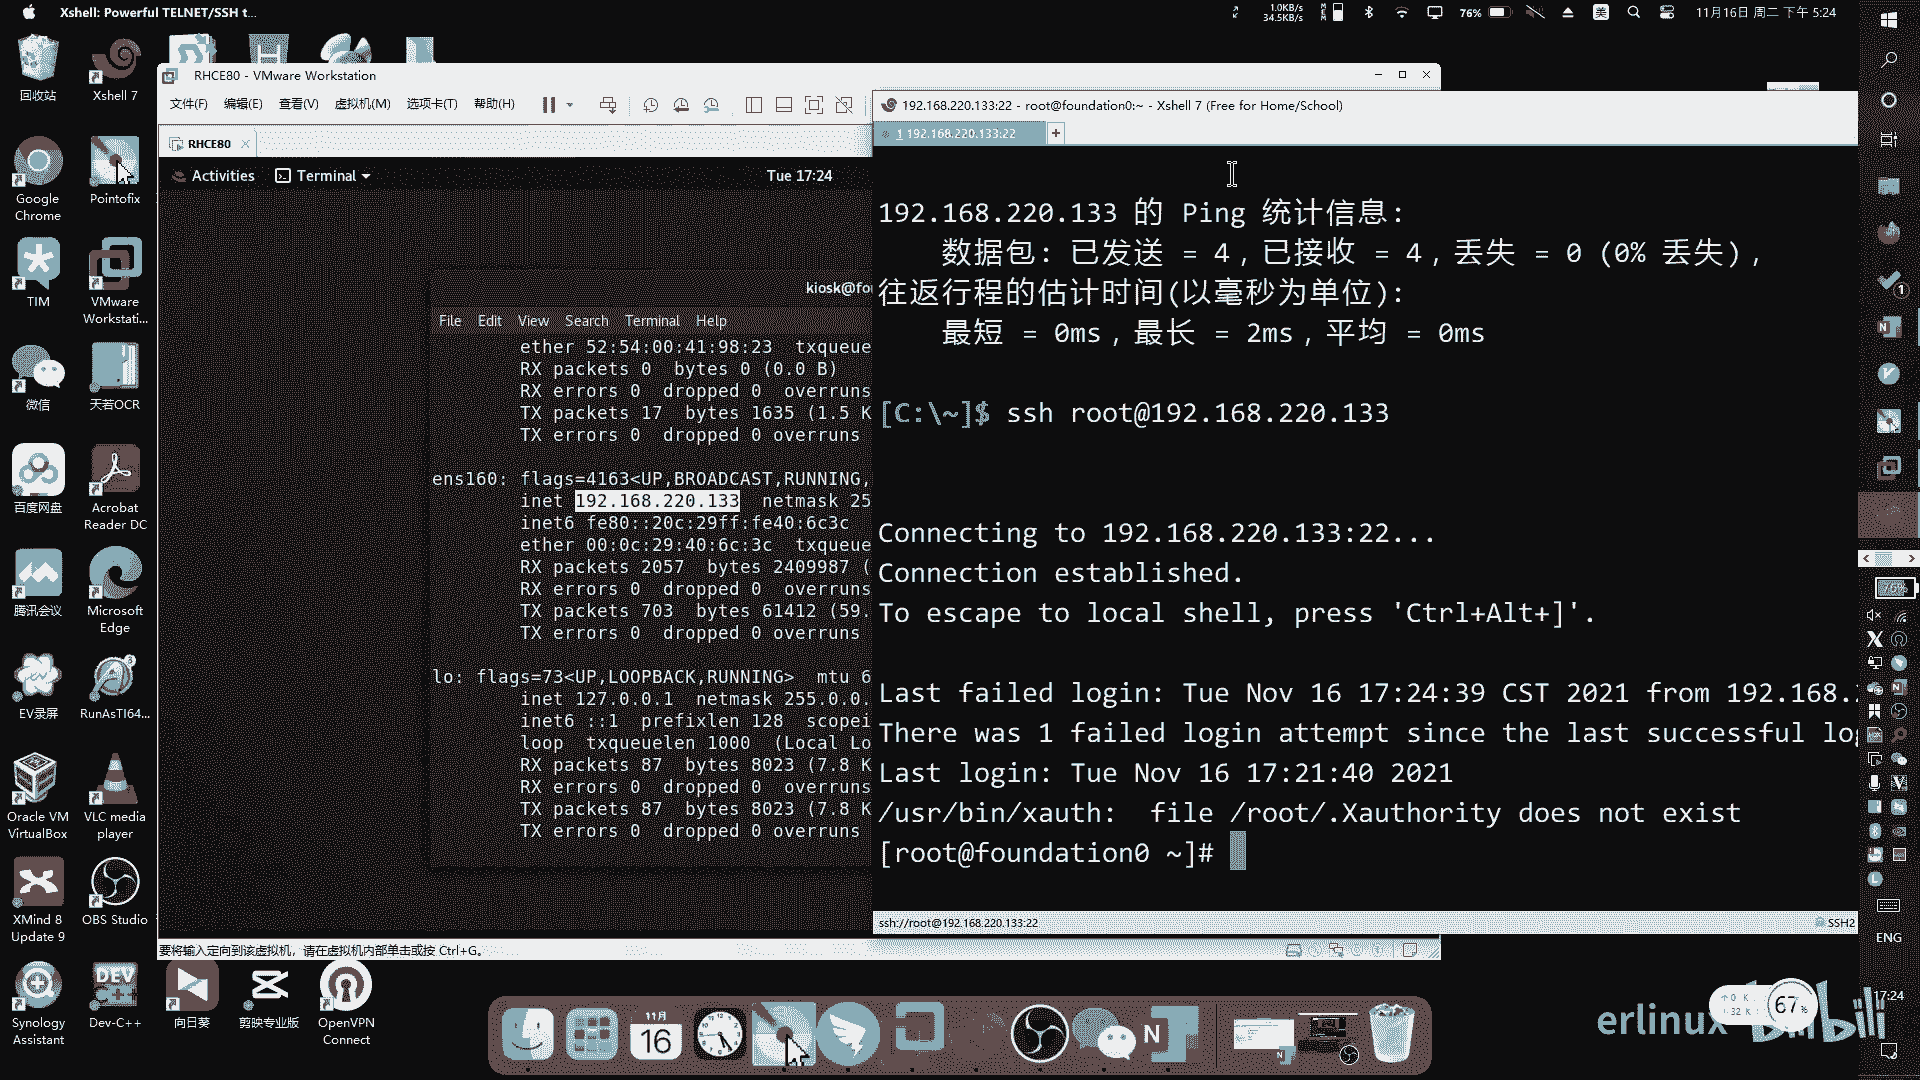 Xshell: Powerful TELNET/SSH t...
1.0KB/s
34.5KB/s
76%
美
11月16日 周二 下午 5:24
回收站
Xshell 7
Google Chrome
Pointofix
TIM
VMware Workstati...
微信
天若OCR
百度网盘
Acrobat Reader DC
腾讯会议
Microsoft Edge
EV录屏
RunAsTI64...
Oracle VM VirtualBox
VLC media player
XMind 8 Update 9
OBS Studio
Synology Assistant
Dev-C++
向日葵
剪映专业版
OpenVPN Connect
RHCE80 - VMware Workstation
文件(F) 编辑(E) 查看(V) 虚拟机(M) 选项卡(T) 帮助(H)
RHCE80
Activities Terminal Tue 17:24
kiosk@fou
File Edit View Search Terminal Help
ether 52:54:00:41:98:23 txqueue
RX packets 0 bytes 0 (0.0 B)
RX errors 0 dropped 0 overruns
TX packets 17 bytes 1635 (1.5 K
TX errors 0 dropped 0 overruns
ens160: flags=4163<UP,BROADCAST,RUNNING,
inet 192.168.220.133 netmask 25
inet6 fe80::20c:29ff:fe40:6c3c
ether 00:0c:29:40:6c:3c txqueue
RX packets 2057 bytes 2409987 (
RX errors 0 dropped 0 overruns
TX packets 703 bytes 61412 (59.
TX errors 0 dropped 0 overruns
lo: flags=73<UP,LOOPBACK,RUNNING> mtu 6
inet 127.0.0.1 netmask 255.0.0.
inet6 ::1 prefixlen 128 scopei
loop txqueuelen 1000 (Local Lo
RX packets 87 bytes 8023 (7.8 K
RX errors 0 dropped 0 overruns
TX packets 87 bytes 8023 (7.8 K
TX errors 0 dropped 0 overruns
要将输入定向到该虚拟机，请在虚拟机内部单击或按 Ctrl+G。
192.168.220.133:22 - root@foundation0:~ - Xshell 7 (Free for Home/School)
1 192.168.220.133:22
+
192.168.220.133 的 Ping 统计信息:
数据包: 已发送 = 4，已接收 = 4，丢失 = 0 (0% 丢失)，
往返行程的估计时间(以毫秒为单位):
最短 = 0ms，最长 = 2ms，平均 = 0ms
[C:\~]$ ssh root@192.168.220.133
Connecting to 192.168.220.133:22...
Connection established.
To escape to local shell, press 'Ctrl+Alt+]'.
Last failed login: Tue Nov 16 17:24:39 CST 2021 from 192.168.
There was 1 failed login attempt since the last successful log
Last login: Tue Nov 16 17:21:40 2021
/usr/bin/xauth:  file /root/.Xauthority does not exist
[root@foundation0 ~]#
ssh://root@192.168.220.133:22
SSH2
ENG
17:24
erlinux bilibili
67%
11月
16